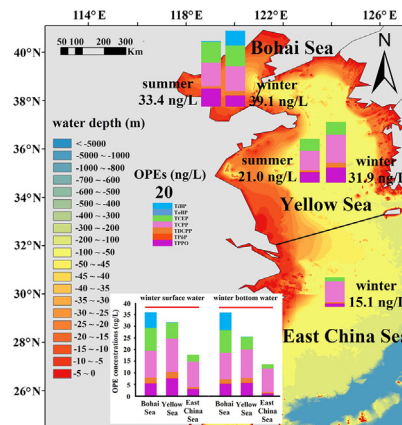 114°E 118°E 122°E 126°E
40°N
38°N
36°N
34°N
32°N
30°N
28°N
26°N
50 100 200 300
Km
N
Bohai Sea
summer
33.4 ng/L
winter
39.1 ng/L
water depth (m)
< -5000
-5000 ~ -1000
-1000 ~ -800
-700 ~ -600
-600 ~ -500
-500 ~ -400
-400 ~ -300
-300 ~ -200
-200 ~ -100
-100 ~ -50
-50 ~ -45
-45 ~ -40
-40 ~ -35
-35 ~ -30
-30 ~ -25
-25 ~ -20
-20 ~ -15
-15 ~ -10
-10 ~ -5
-5 ~ 0
OPEs (ng/L)
20
TiBP
TnBP
TCEP
TCPP
TDCPP
TPhP
TPPO
summer
21.0 ng/L
winter
31.9 ng/L
Yellow Sea
winter
15.1 ng/L
East China Sea
winter surface water winter bottom water
OPE concentrations (ng/L)
40
35
30
25
20
15
10
5
0
Bohai Sea Yellow Sea East China Sea Bohai Sea Yellow Sea East China Sea